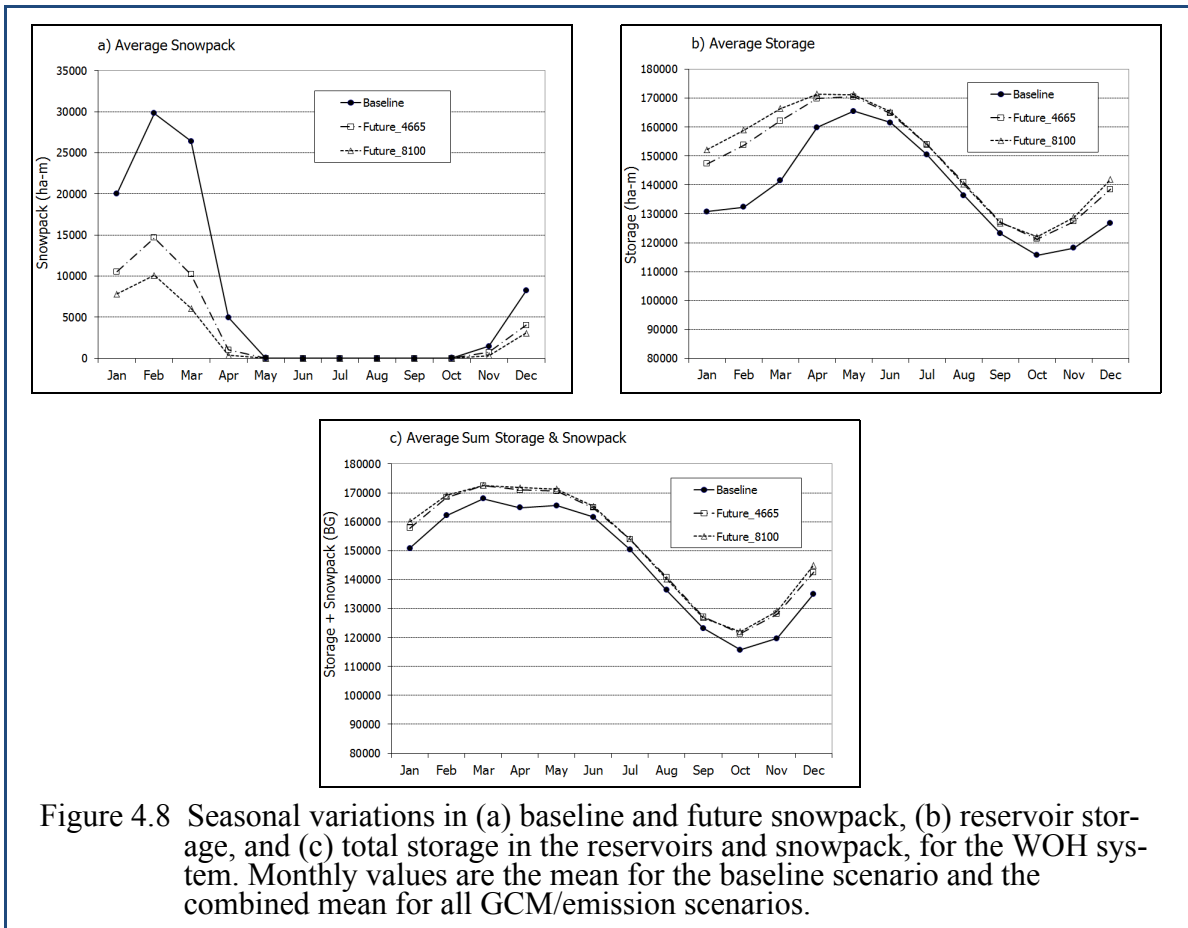 a) Average Snowpack
35000
30000
25000
20000
15000
10000
5000
0
Snowpack (ha-m)
Baseline
Future_4665
Future_8100
Jan Feb Mar Apr May Jun Jul Aug Sep Oct Nov Dec
b) Average Storage
180000
170000
160000
150000
140000
130000
120000
110000
100000
90000
80000
Storage (ha-m)
Baseline
Future_4665
Future_8100
Jan Feb Mar Apr May Jun Jul Aug Sep Oct Nov Dec
c) Average Sum Storage & Snowpack
180000
170000
160000
150000
140000
130000
120000
110000
100000
90000
80000
Storage + Snowpack (BG)
Baseline
Future_4665
Future_8100
Jan Feb Mar Apr May Jun Jul Aug Sep Oct Nov Dec
Figure 4.8 Seasonal variations in (a) baseline and future snowpack, (b) reservoir stor-
age, and (c) total storage in the reservoirs and snowpack, for the WOH sys-
tem. Monthly values are the mean for the baseline scenario and the
combined mean for all GCM/emission scenarios.